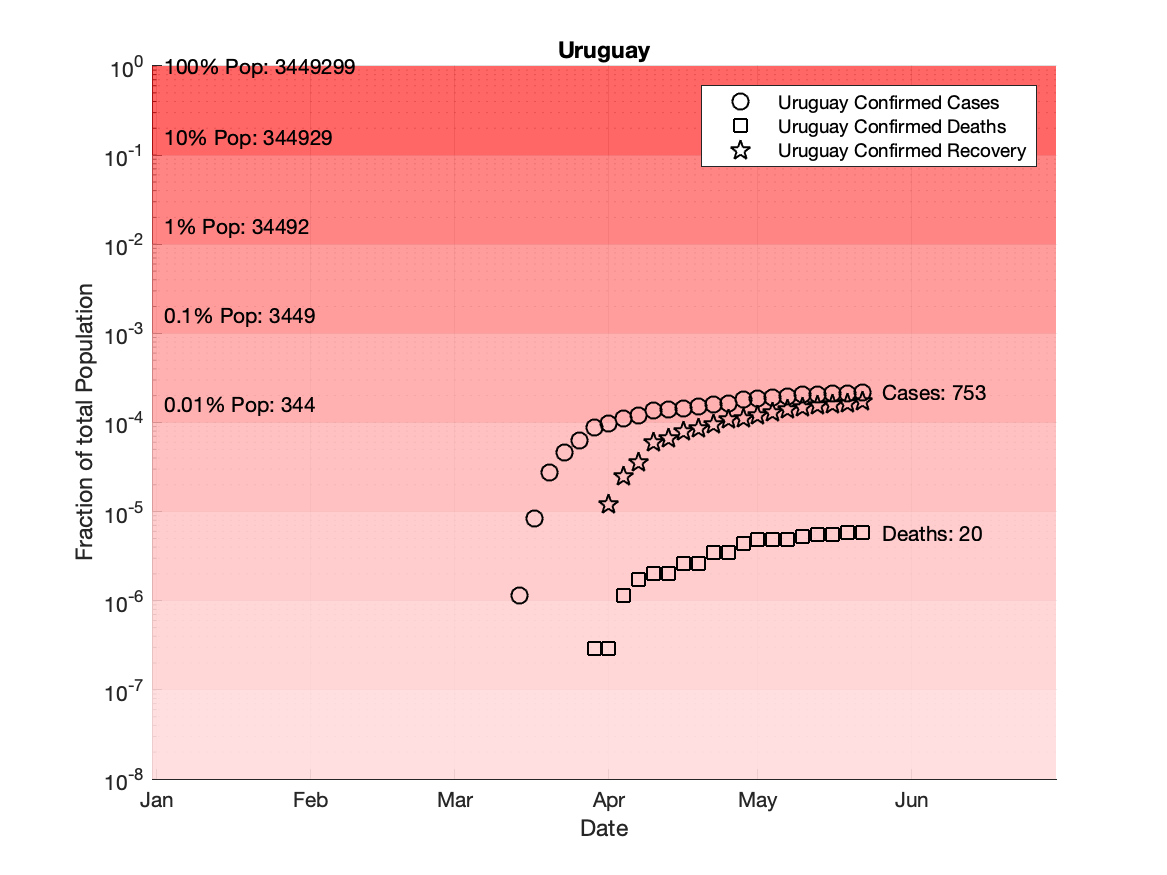 Uruguay
10⁰
10⁻¹
10⁻²
10⁻³
10⁻⁴
10⁻⁵
10⁻⁶
10⁻⁷
10⁻⁸
Fraction of total Population
100% Pop: 3449299
10% Pop: 344929
1% Pop: 34492
0.1% Pop: 3449
0.01% Pop: 344
Uruguay Confirmed Cases
Uruguay Confirmed Deaths
Uruguay Confirmed Recovery
Cases: 753
Deaths: 20
Jan Feb Mar Apr May Jun
Date